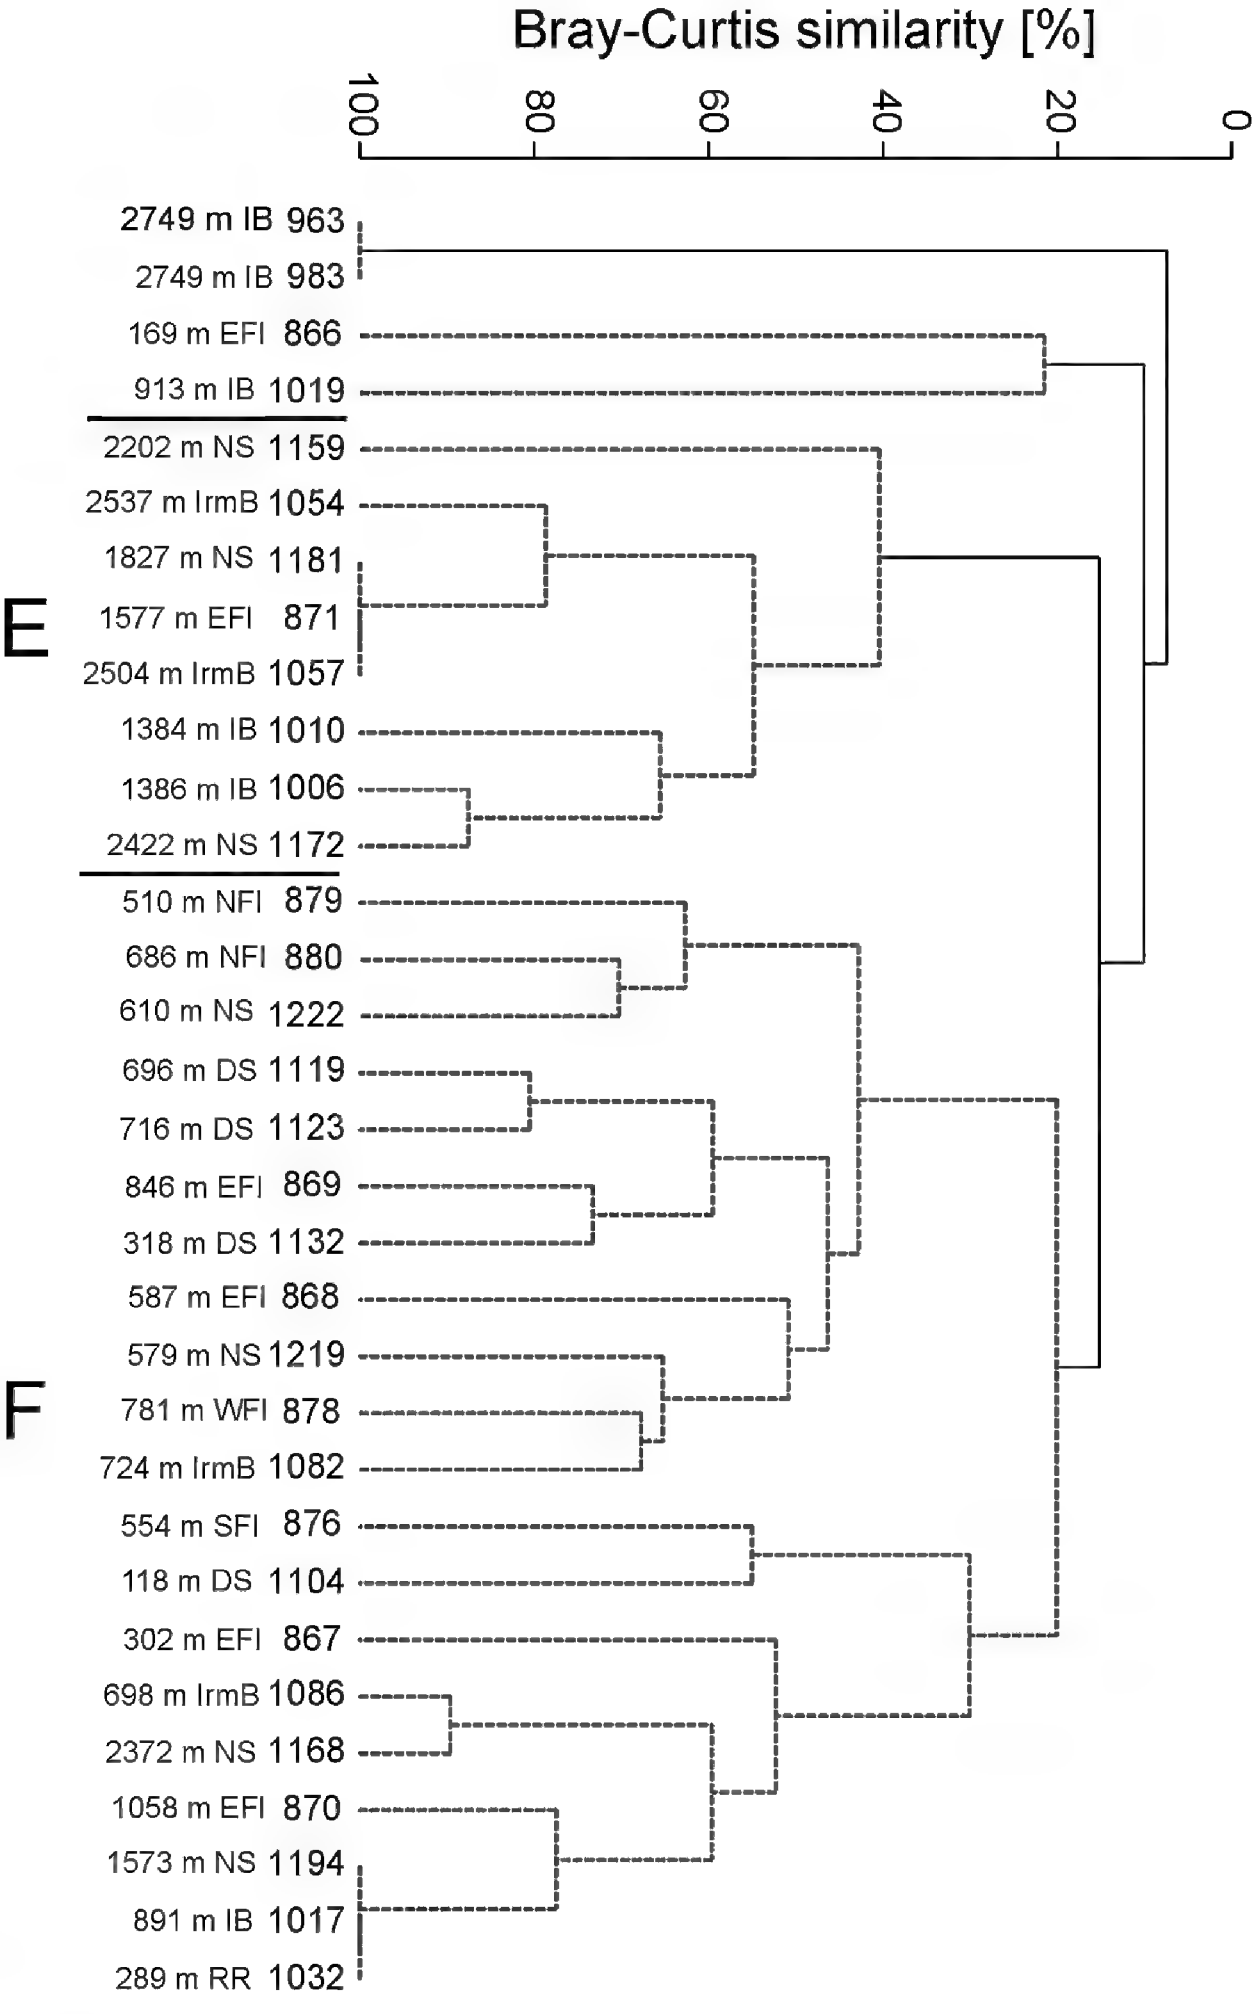 Bray-Curtis similarity [%]
100 80 60 40 20 0
2749 m IB 963
2749 m IB 983
169 m EFI 866
913 m IB 1019
2202 m NS 1159
2537 m IrmB 1054
1827 m NS 1181
E
1577 m EFI 871
2504 m IrmB 1057
1384 m IB 1010
1386 m IB 1006
2422 m NS 1172
510 m NFI 879
686 m NFI 880
610 m NS 1222
696 m DS 1119
716 m DS 1123
846 m EFI 869
318 m DS 1132
587 m EFI 868
579 m NS 1219
F
781 m WFI 878
724 m IrmB 1082
554 m SFI 876
118 m DS 1104
302 m EFI 867
698 m IrmB 1086
2372 m NS 1168
1058 m EFI 870
1573 m NS 1194
891 m IB 1017
289 m RR 1032